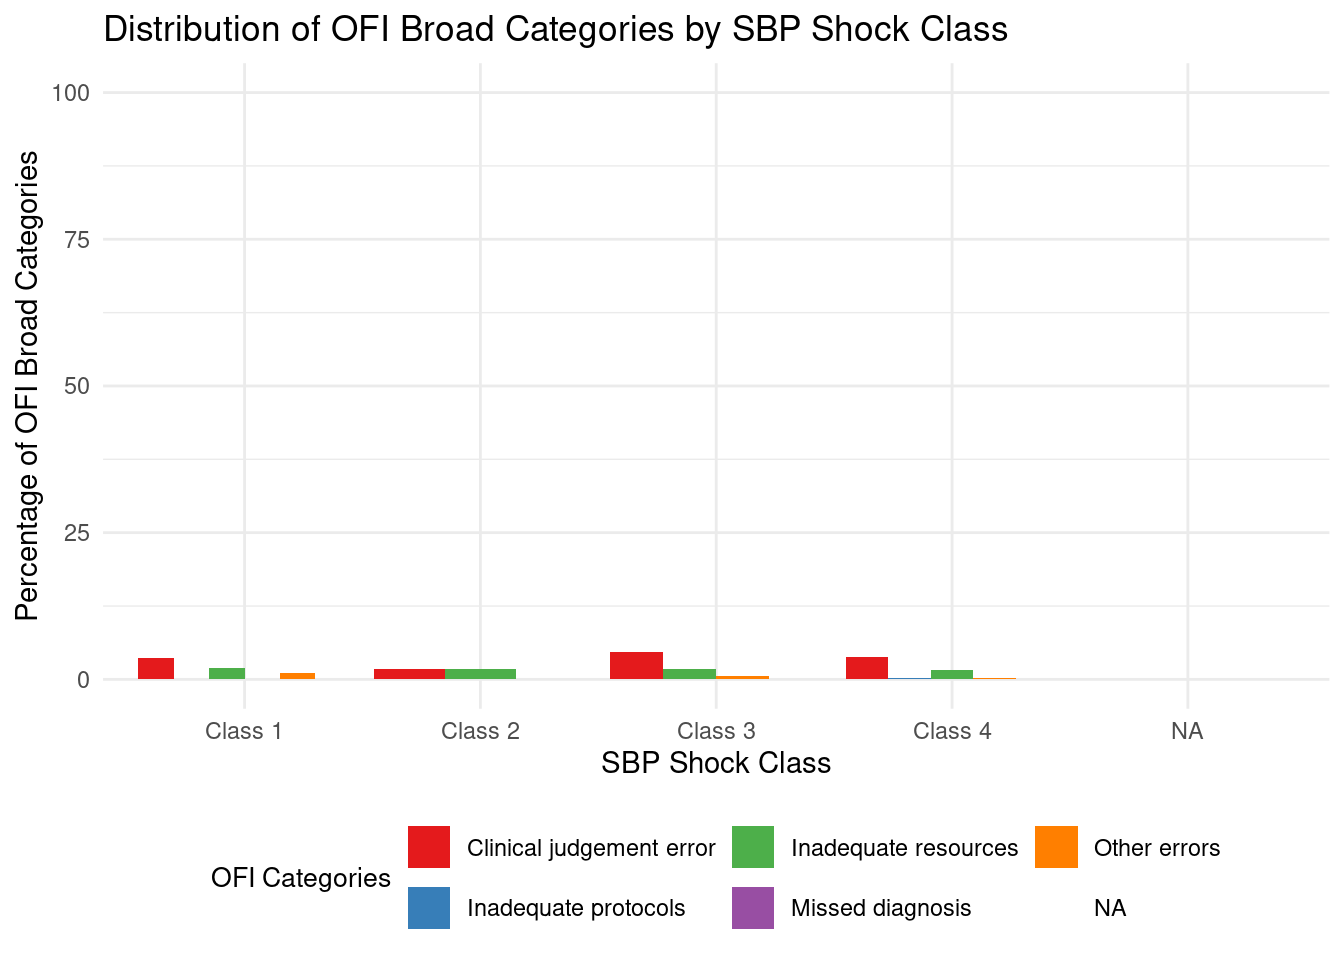 Distribution of OFI Broad Categories by SBP Shock Class
Percentage of OFI Broad Categories
100
75
50
25
0
Class 1 Class 2 Class 3 Class 4 NA
SBP Shock Class
OFI Categories
Clinical judgement error Inadequate resources Other errors
Inadequate protocols Missed diagnosis NA